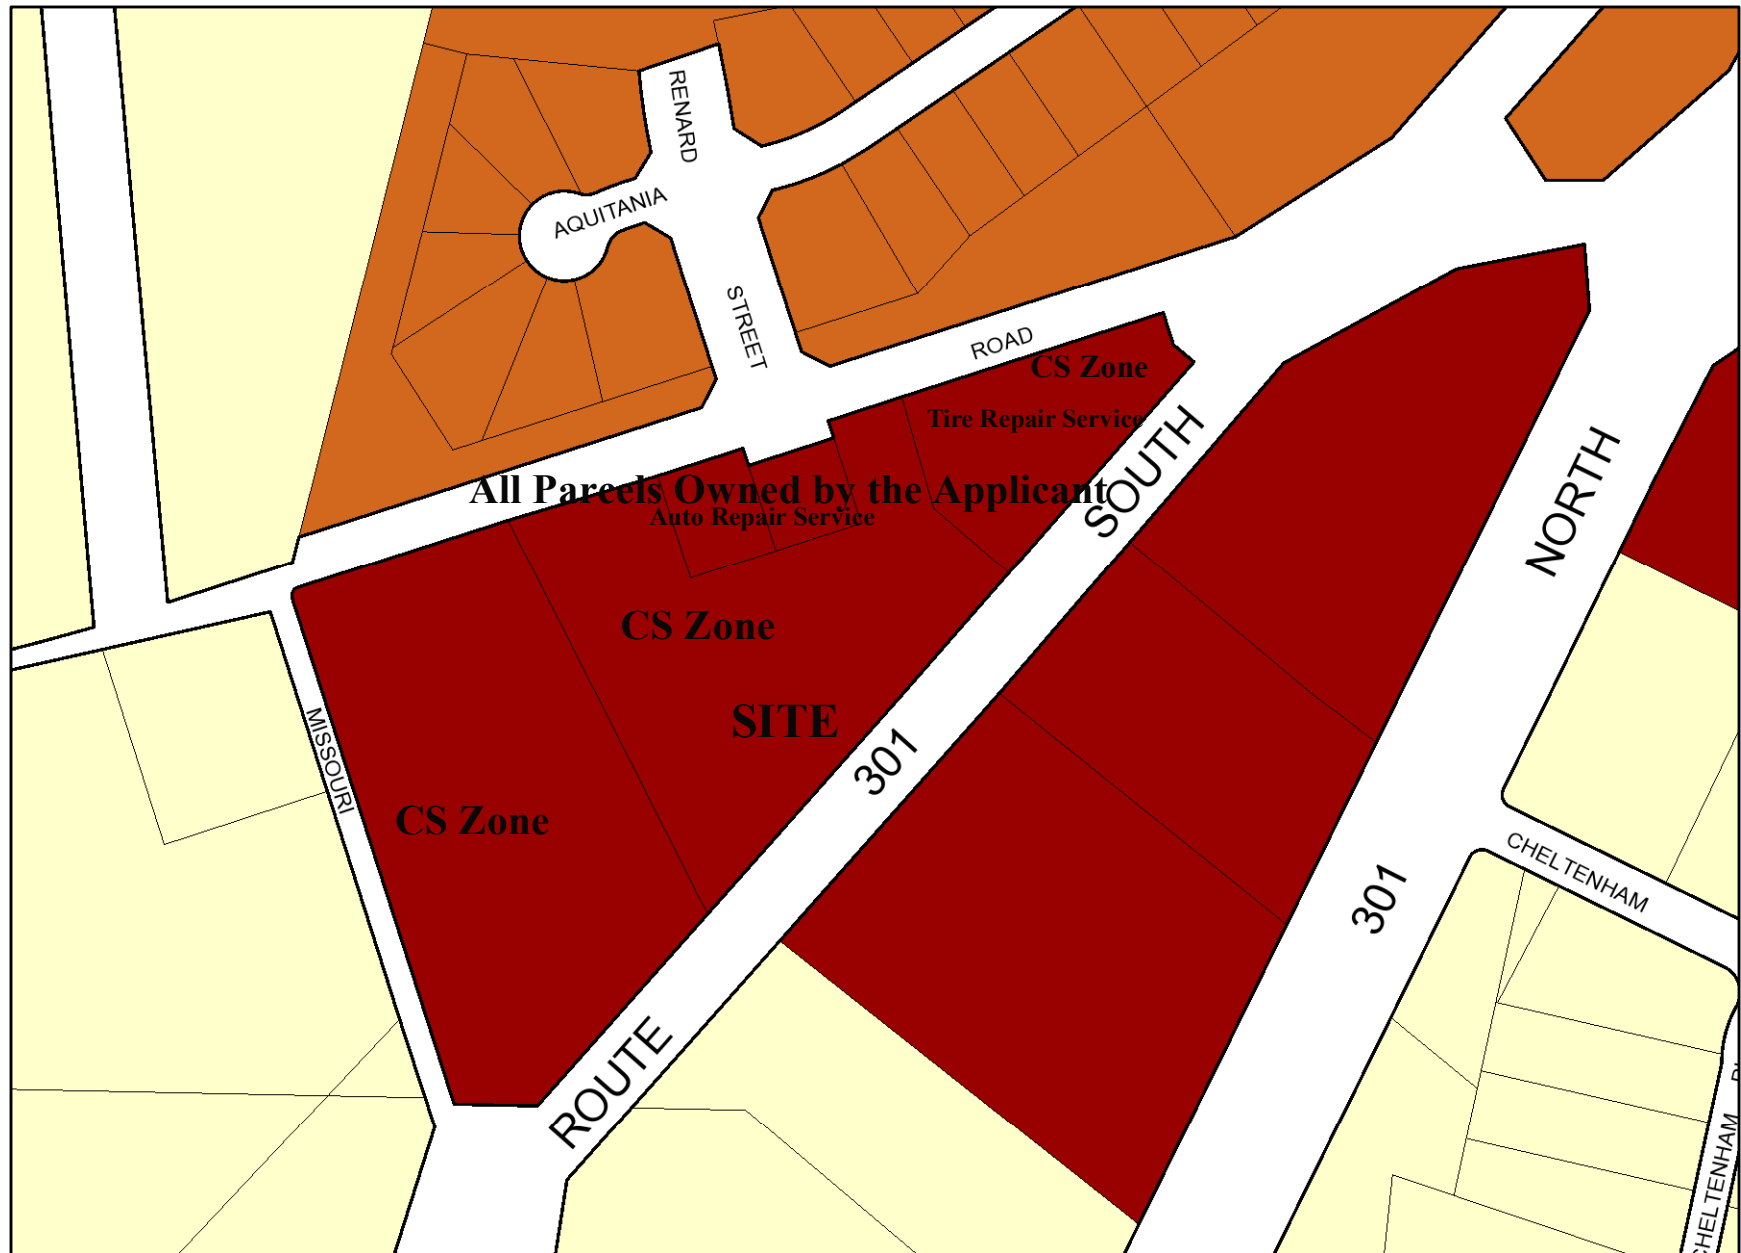 RENARD
AQUITANIA
STREET
ROAD
CS Zone
Tire Repair Service
SOUTH
NORTH
All Parcels Owned by the Applicant
Auto Repair Service
CS Zone
SITE
MISSOURI
301
CS Zone
CHELTENHAM
301
ROUTE
CHELTENHAM